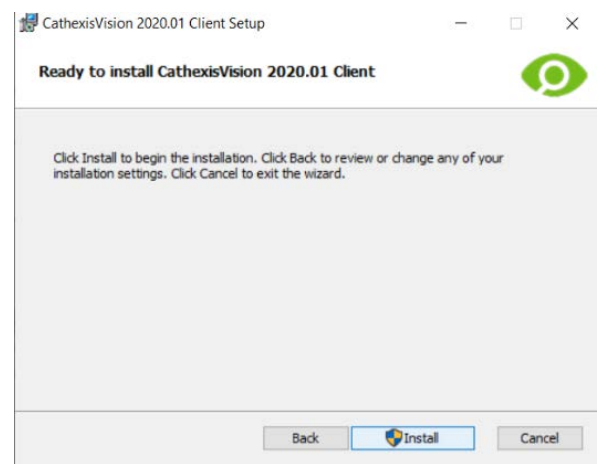 CathexisVision 2020.01 Client Setup
Ready to install CathexisVision 2020.01 Client
Click Install to begin the installation. Click Back to review or change any of your
installation settings. Click Cancel to exit the wizard.
Back Install Cancel